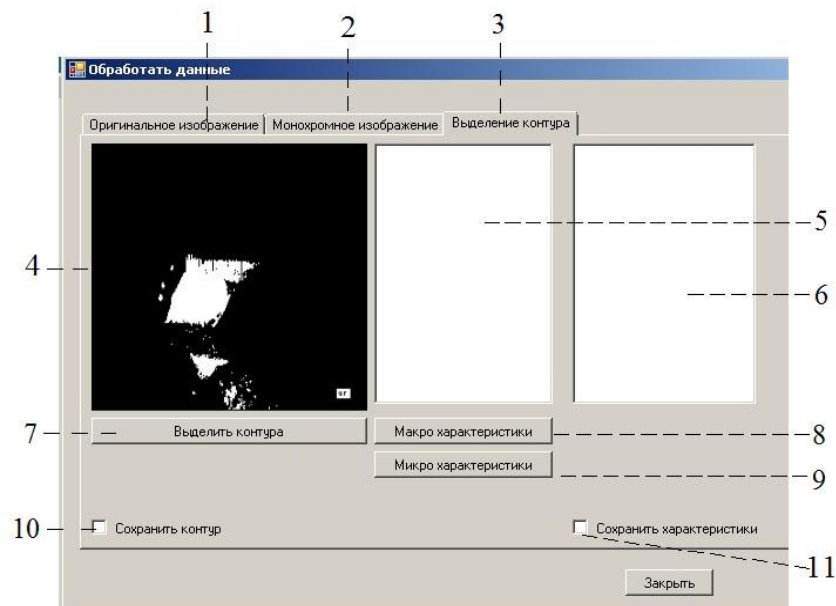 1 2 3
Обработать данные
Оригинальное изображение Монохромное изображение Выделение контура
5
4
6
7 Выделить контура Макро характеристики 8
Микро характеристики 9
10 Сохранить контур Сохранить характеристики
11
Закрыть